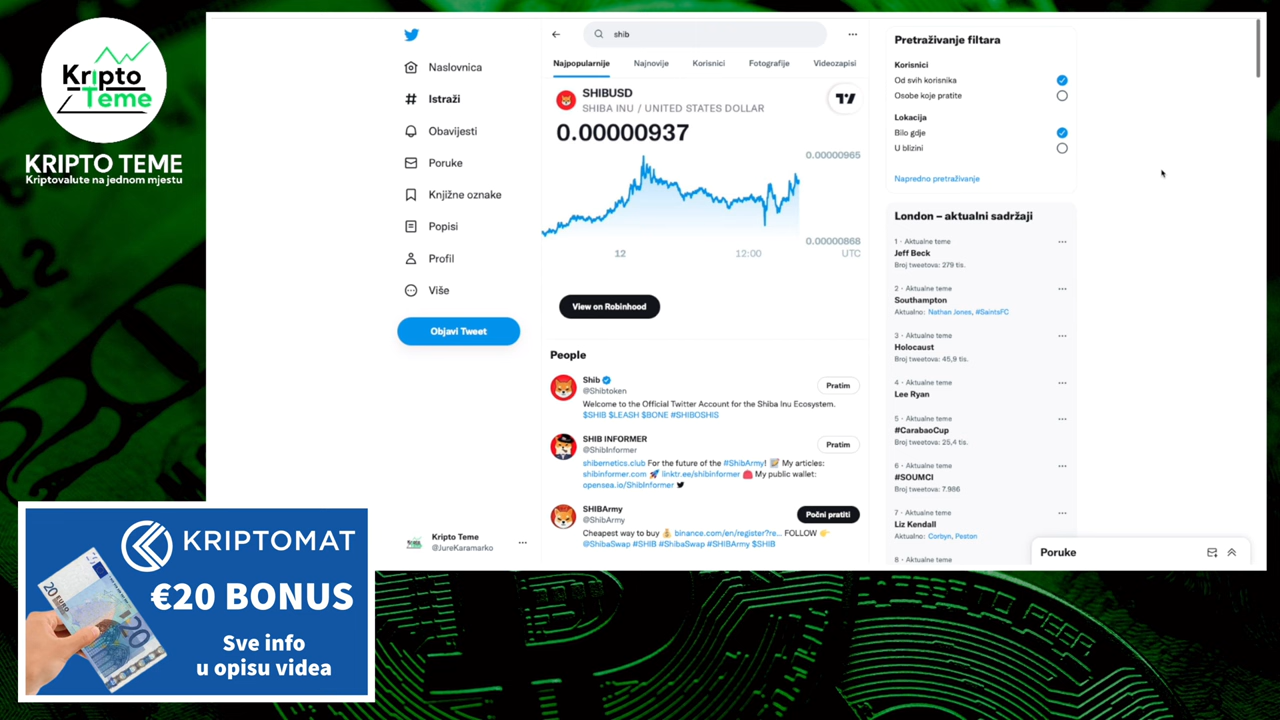 Kripto
Teme
KRIPTO TEME
Kriptovalute na jednom mjestu
Naslovnica
Istraži
Obavijesti
Poruke
Knjižne oznake
Popisi
Profil
Više
Objavi Tweet
Kripto Teme
@JureKaramarko
shib
Najpopularnije
Najnovije
Korisnici
Fotografije
Videozapisi
SHIBUSD
SHIBA INU / UNITED STATES DOLLAR
0.00000937
0.00000965
0.00000868
12
12:00
UTC
View on Robinhood
People
Shib
@Shibtoken
Pratim
Welcome to the Official Twitter Account for the Shiba Inu Ecosystem.
$SHIB $LEASH $BONE #SHIBOSHIS
SHIB INFORMER
@ShibInformer
Pratim
shibernetics.club For the future of the #ShibArmy! My articles:
shibinformer.com linktr.ee/shibinformer My public wallet:
opensea.io/ShibInformer
SHIBArmy
@ShibArmy
Počni pratiti
Cheapest way to buy binance.com/en/register?re... FOLLOW
@ShibaSwap #SHIB #ShibaSwap #SHIBArmy $SHIB
Pretraživanje filtara
Korisnici
Od svih korisnika
Osobe koje pratite
Lokacija
Bilo gdje
U blizini
Napredno pretraživanje
London – aktualni sadržaji
1 · Aktualne teme
Jeff Beck
Broj tweetova: 279 tis.
2 · Aktualne teme
Southampton
Aktualno: Nathan Jones, #SaintsFC
3 · Aktualne teme
Holocaust
Broj tweetova: 45,9 tis.
4 · Aktualne teme
Lee Ryan
5 · Aktualne teme
#CarabaoCup
Broj tweetova: 25,4 tis.
6 · Aktualne teme
#SOUMCI
Broj tweetova: 7.986
7 · Aktualne teme
Liz Kendall
Aktualno: Corbyn, Peston
8 · Aktualne teme
Poruke
KRIPTOMAT
€20 BONUS
Sve info
u opisu videa
20 EURO
20